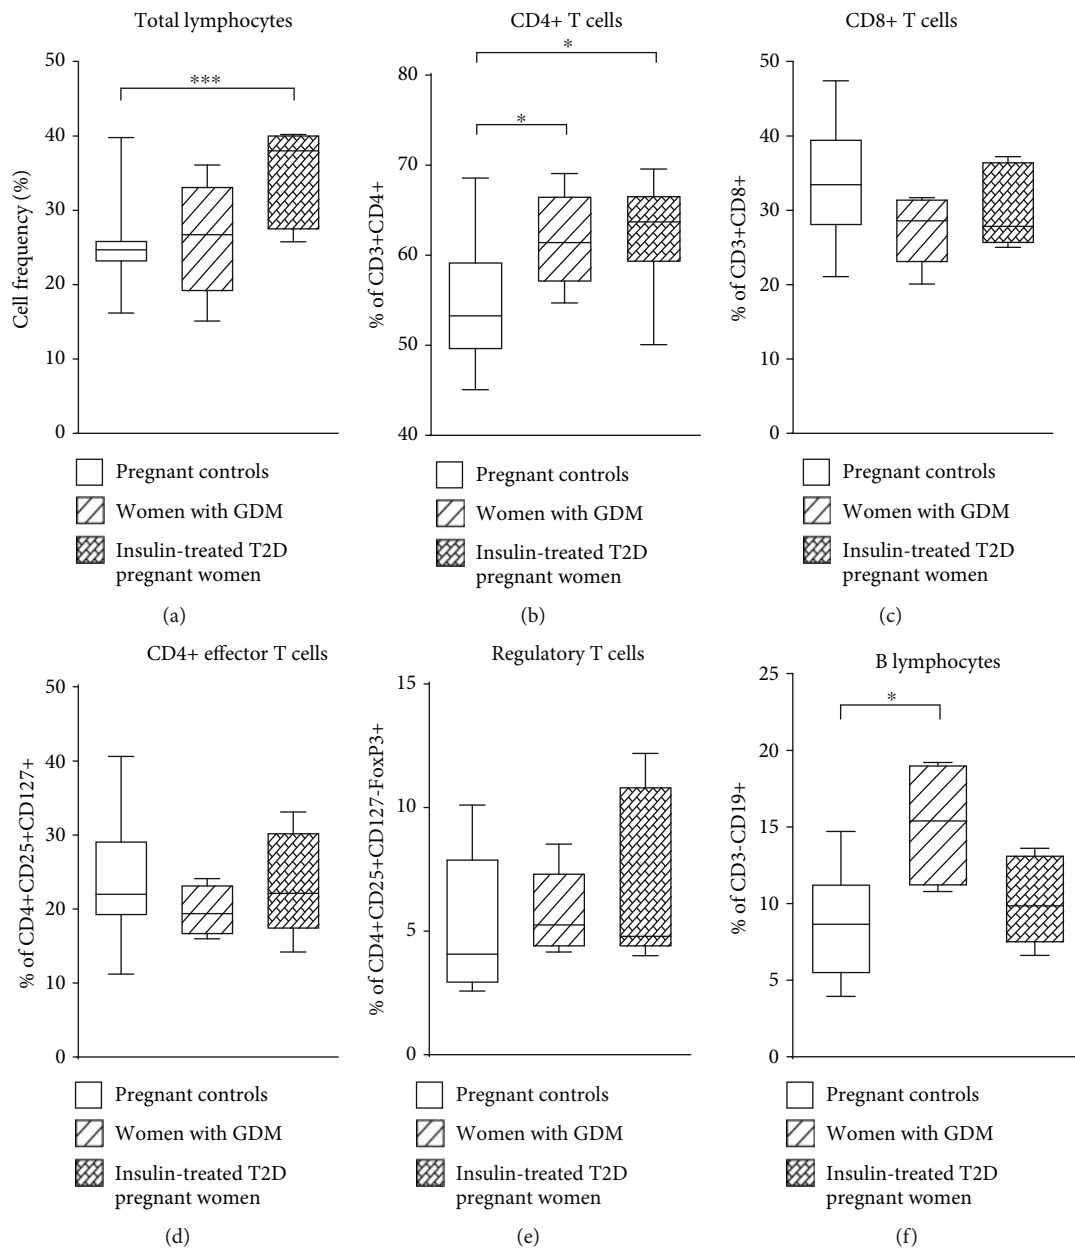 Total lymphocytes
Cell frequency (%)
50
40
30
20
10
0
***
Pregnant controls
Women with GDM
Insulin-treated T2D
pregnant women
(a)
CD4+ T cells
% of CD3+CD4+
80
70
60
50
40
*
*
Pregnant controls
Women with GDM
Insulin-treated T2D
pregnant women
(b)
CD8+ T cells
% of CD3+CD8+
50
40
30
20
10
0
Pregnant controls
Women with GDM
Insulin-treated T2D
pregnant women
(c)
CD4+ effector T cells
% of CD4+CD25+CD127+
50
40
30
20
10
0
Pregnant controls
Women with GDM
Insulin-treated T2D
pregnant women
(d)
Regulatory T cells
% of CD4+CD25+CD127-FoxP3+
15
10
5
0
Pregnant controls
Women with GDM
Insulin-treated T2D
pregnant women
(e)
B lymphocytes
% of CD3-CD19+
25
20
15
10
5
0
*
Pregnant controls
Women with GDM
Insulin-treated T2D
pregnant women
(f)